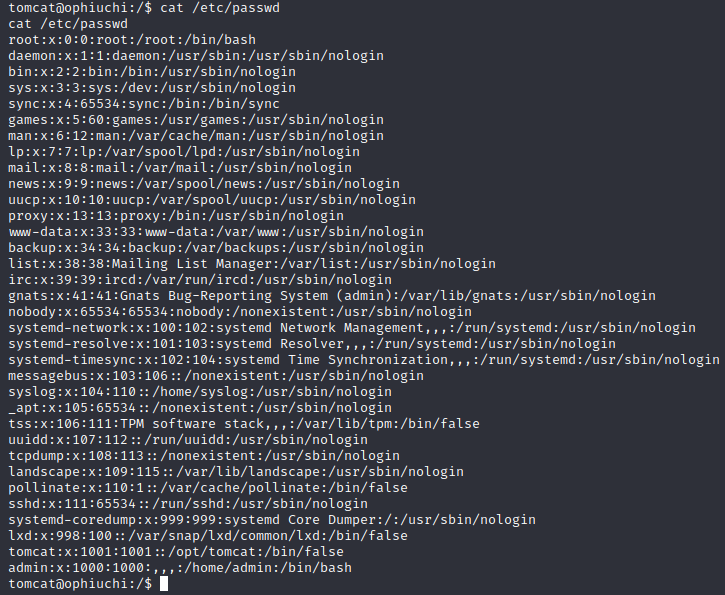 tomcat@ophiuchi:/$ cat /etc/passwd
cat /etc/passwd
root:x:0:0:root:/root:/bin/bash
daemon:x:1:1:daemon:/usr/sbin:/usr/sbin/nologin
bin:x:2:2:bin:/bin:/usr/sbin/nologin
sys:x:3:3:sys:/dev:/usr/sbin/nologin
sync:x:4:65534:sync:/bin:/bin/sync
games:x:5:60:games:/usr/games:/usr/sbin/nologin
man:x:6:12:man:/var/cache/man:/usr/sbin/nologin
lp:x:7:7:lp:/var/spool/lpd:/usr/sbin/nologin
mail:x:8:8:mail:/var/mail:/usr/sbin/nologin
news:x:9:9:news:/var/spool/news:/usr/sbin/nologin
uucp:x:10:10:uucp:/var/spool/uucp:/usr/sbin/nologin
proxy:x:13:13:proxy:/bin:/usr/sbin/nologin
www-data:x:33:33:www-data:/var/www:/usr/sbin/nologin
backup:x:34:34:backup:/var/backups:/usr/sbin/nologin
list:x:38:38:Mailing List Manager:/var/list:/usr/sbin/nologin
irc:x:39:39:ircd:/var/run/ircd:/usr/sbin/nologin
gnats:x:41:41:Gnats Bug-Reporting System (admin):/var/lib/gnats:/usr/sbin/nologin
nobody:x:65534:65534:nobody:/nonexistent:/usr/sbin/nologin
systemd-network:x:100:102:systemd Network Management,,,:/run/systemd:/usr/sbin/nologin
systemd-resolve:x:101:103:systemd Resolver,,,:/run/systemd:/usr/sbin/nologin
systemd-timesync:x:102:104:systemd Time Synchronization,,,:/run/systemd:/usr/sbin/nologin
messagebus:x:103:106::/nonexistent:/usr/sbin/nologin
syslog:x:104:110::/home/syslog:/usr/sbin/nologin
_apt:x:105:65534::/nonexistent:/usr/sbin/nologin
tss:x:106:111:TPM software stack,,,:/var/lib/tpm:/bin/false
uuidd:x:107:112::/run/uuidd:/usr/sbin/nologin
tcpdump:x:108:113::/nonexistent:/usr/sbin/nologin
landscape:x:109:115::/var/lib/landscape:/usr/sbin/nologin
pollinate:x:110:1::/var/cache/pollinate:/bin/false
sshd:x:111:65534::/run/sshd:/usr/sbin/nologin
systemd-coredump:x:999:999:systemd Core Dumper:/:/usr/sbin/nologin
lxd:x:998:100::/var/snap/lxd/common/lxd:/bin/false
tomcat:x:1001:1001::/opt/tomcat:/bin/false
admin:x:1000:1000:,,,:/home/admin:/bin/bash
tomcat@ophiuchi:/$